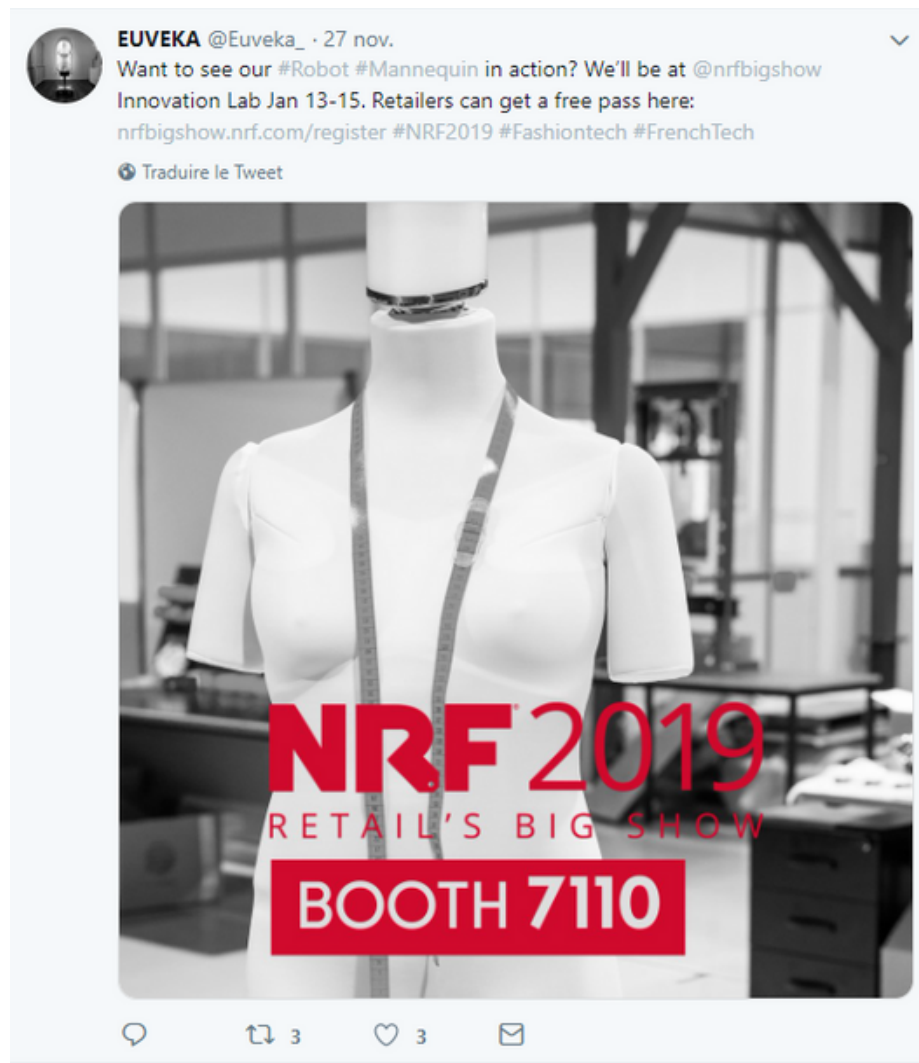 EUVEKA @Euveka_ · 27 nov.
Want to see our #Robot #Mannequin in action? We'll be at @nrfbigshow
Innovation Lab Jan 13-15. Retailers can get a free pass here:
nrfbigshow.nrf.com/register #NRF2019 #Fashiontech #FrenchTech
Traduire le Tweet
NRF 2019
RETAIL'S BIG SHOW
BOOTH 7110
3 3